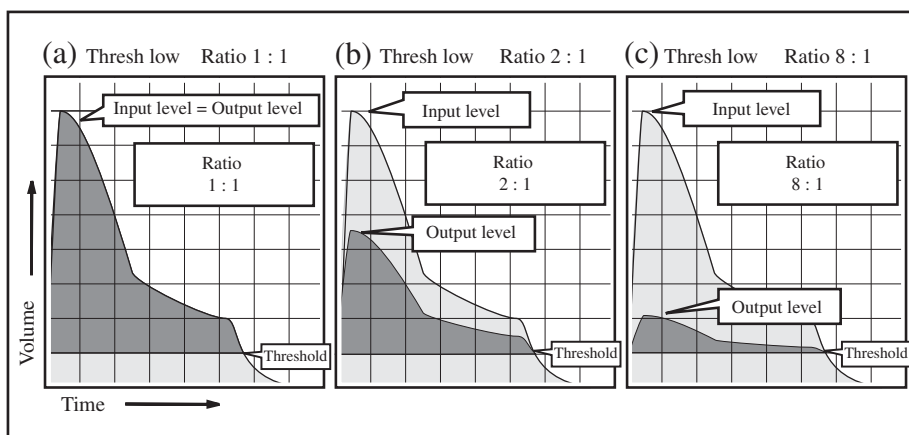 (a) Thresh low Ratio 1 : 1
Input level = Output level
Ratio
1 : 1
Threshold
(b) Thresh low Ratio 2 : 1
Input level
Ratio
2 : 1
Output level
Threshold
(c) Thresh low Ratio 8 : 1
Input level
Ratio
8 : 1
Output level
Threshold
Volume
Time